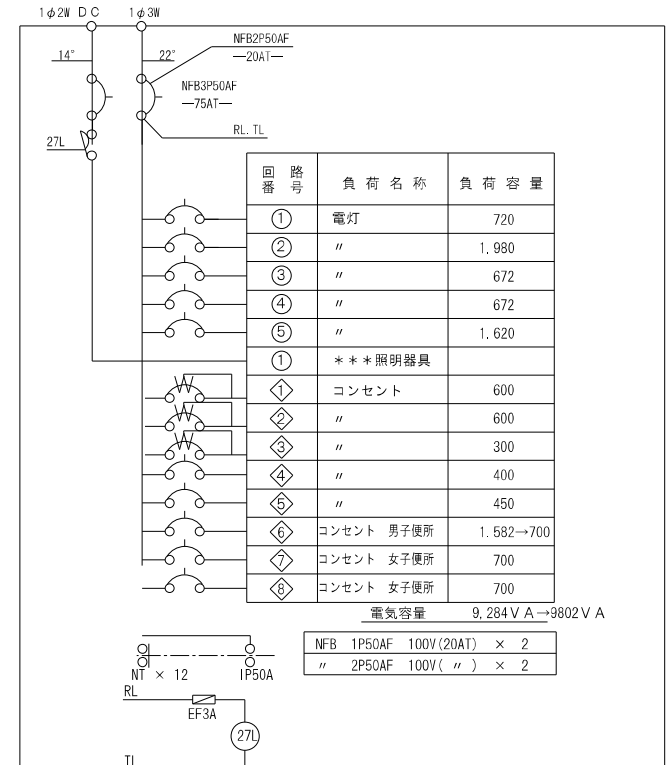 1φ2W DC 1φ3W
NFB2P50AF
—20AT—
14° 22°
NFB3P50AF
—75AT—
27L
RL.TL
回路番号 負荷名称 負荷容量
① 電灯 720
② 〃 1,980
③ 〃 672
④ 〃 672
⑤ 〃 1.620
① ***照明器具
1 コンセント 600
2 〃 600
3 〃 300
4 〃 400
5 〃 450
6 コンセント 男子便所 1.582→700
7 コンセント 女子便所 700
8 コンセント 女子便所 700
電気容量 9,284VA→9802VA
NFB 1P50AF 100V(20AT) × 2
〃 2P50AF 100V( 〃 ) × 2
NT × 12 IP50A
RL
EF3A
27L
TL